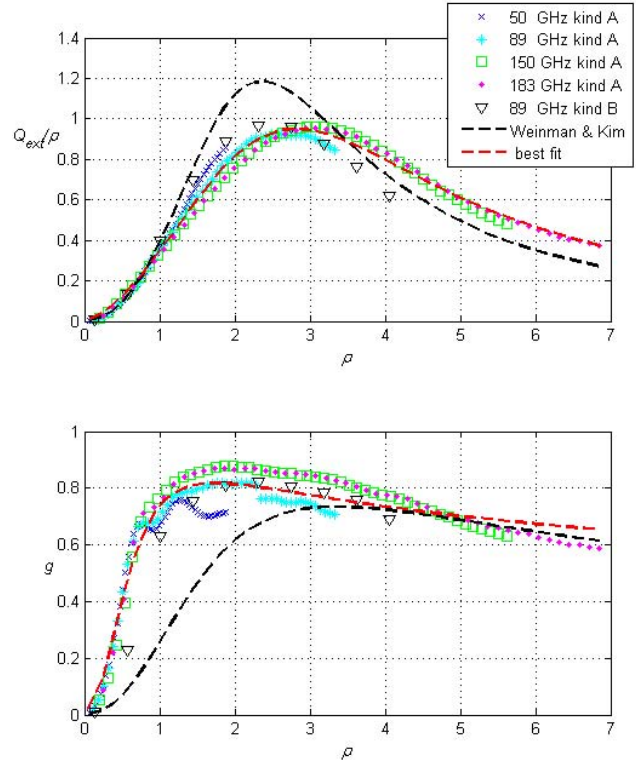 50 GHz kind A
89 GHz kind A
150 GHz kind A
183 GHz kind A
89 GHz kind B
Weinman & Kim
best fit
1.4
1.2
1
0.8
0.6
0.4
0.2
0
Q_ext/ρ
0 1 2 3 4 5 6 7
ρ
1
0.8
0.6
0.4
0.2
0
g
0 1 2 3 4 5 6 7
ρ